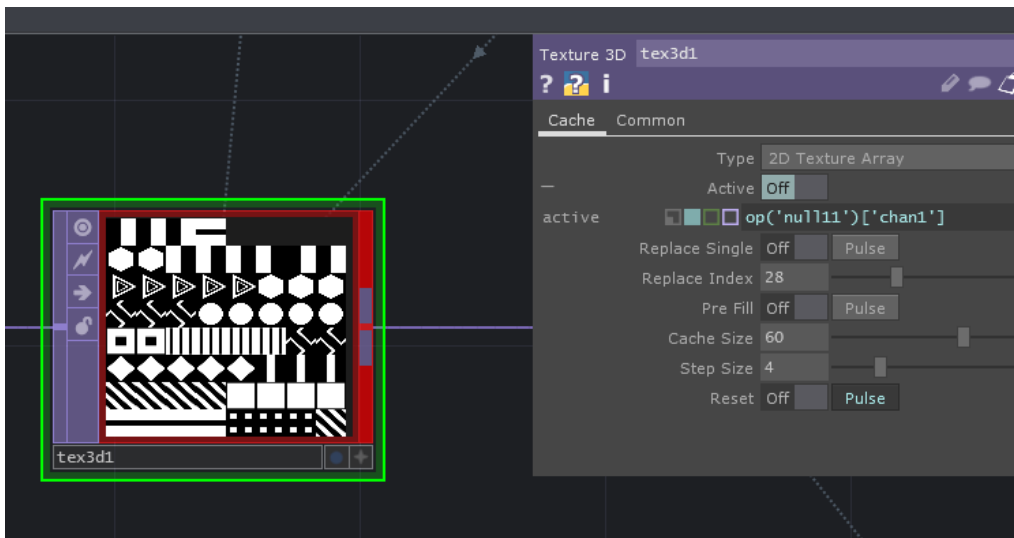 Texture 3D tex3d1
? ? i
Cache Common
Type 2D Texture Array
Active Off
active op('null11')['chan1']
Replace Single Off Pulse
Replace Index 28
Pre Fill Off Pulse
Cache Size 60
Step Size 4
Reset Off Pulse
tex3d1